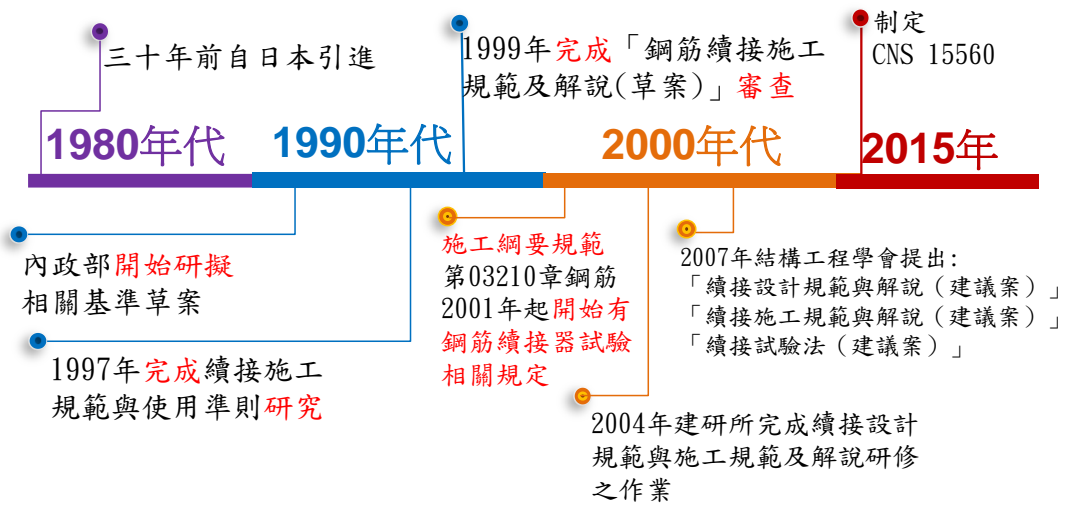 三十年前自日本引進
1999年完成「鋼筋續接施工
規範及解說(草案)」審查
制定
CNS 15560
1980年代
1990年代
2000年代
2015年
內政部開始研擬
相關基準草案
1997年完成續接施工
規範與使用準則研究
施工綱要規範
第03210章鋼筋
2001年起開始有
鋼筋續接器試驗
相關規定
2004年建研所完成續接設計
規範與施工規範及解說研修
之作業
2007年結構工程學會提出:
「續接設計規範與解說（建議案）」
「續接施工規範與解說（建議案）」
「續接試驗法（建議案）」